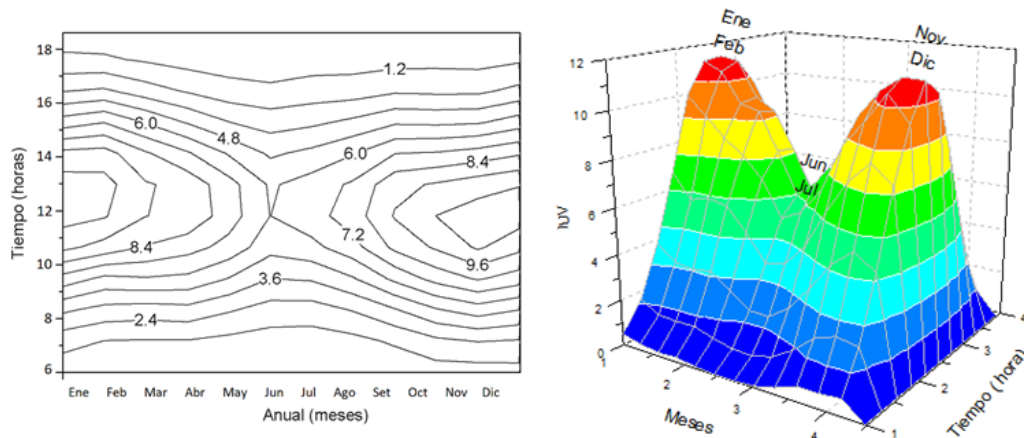 18
16
14
12
10
8
6
Tiempo (horas)
1.2
6.0
4.8
6.0
8.4
8.4
7.2
9.6
3.6
2.4
Ene Feb Mar Abr May Jun Jul Ago Set Oct Nov Dic
Anual (meses)
Ene
Feb
Nov
Dic
Jun
Jul
12
10
8
6
4
2
0
IUV
1
2
3
4
Meses
1
2
3
4
Tiempo (hora)